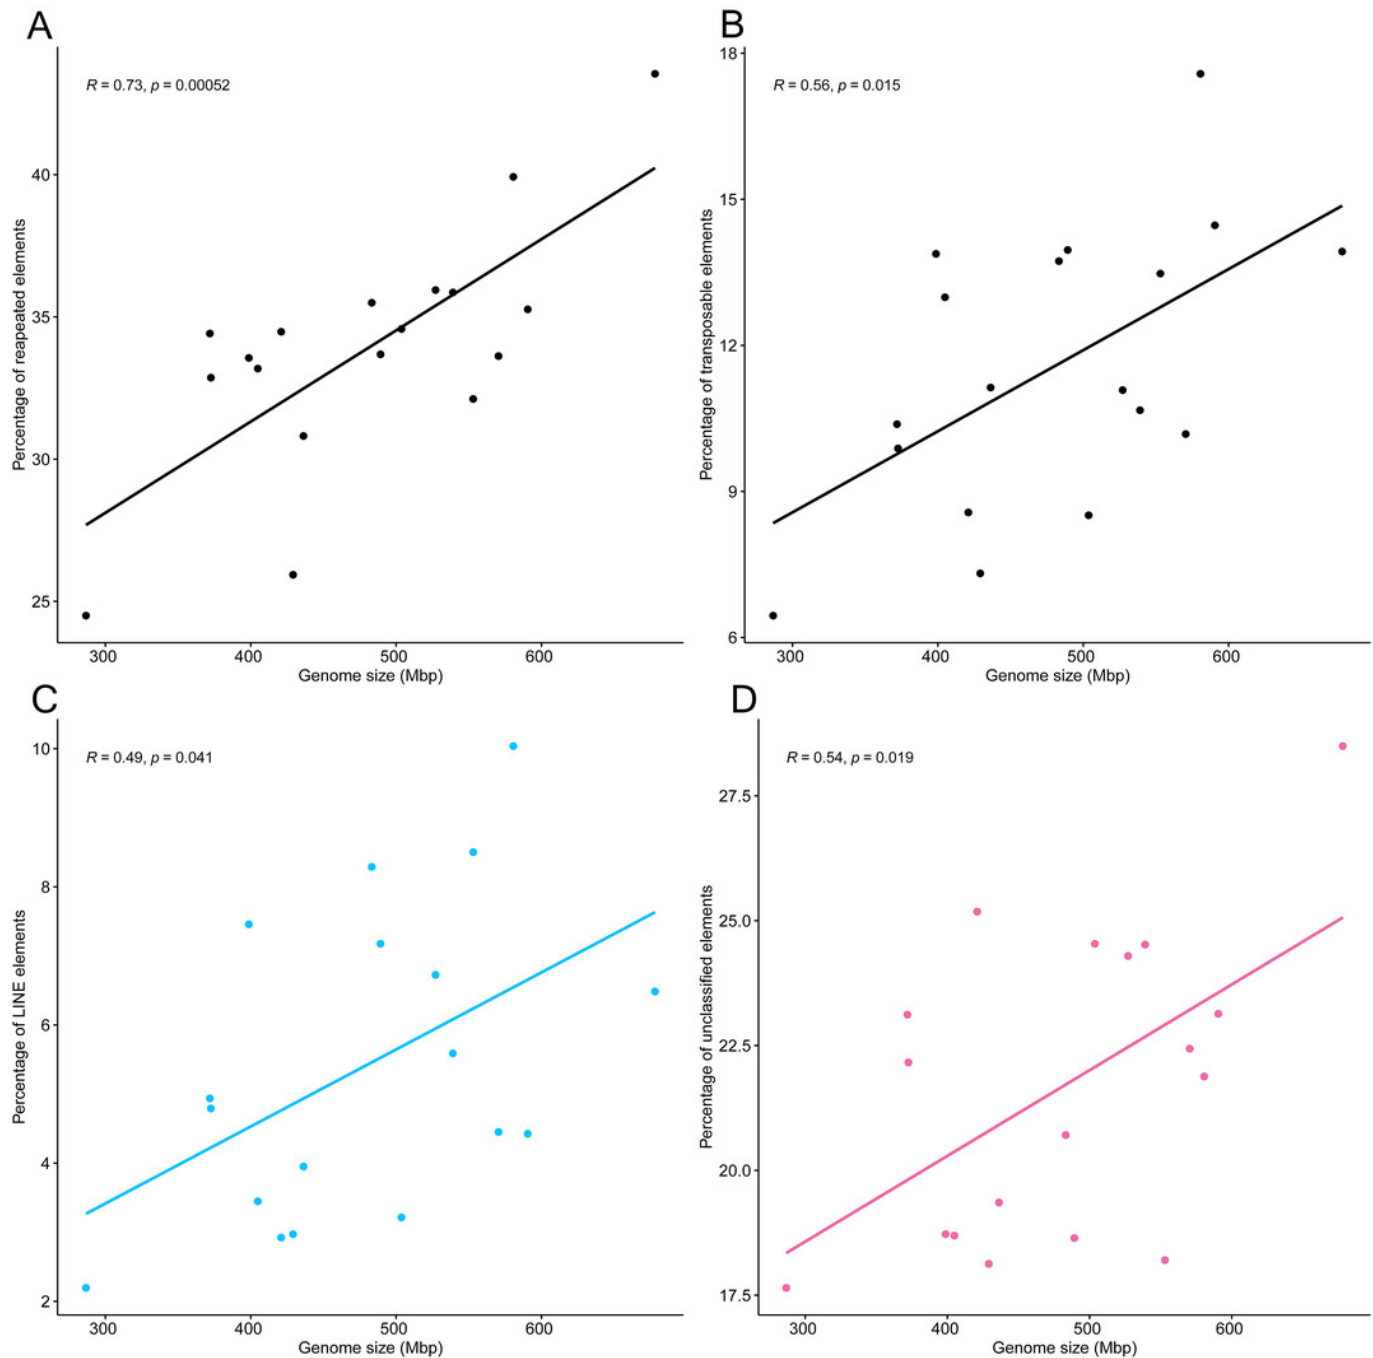 A
R = 0.73, p = 0.00052
40
35
30
25
Percentage of reapeated elements
300 400 500 600
Genome size (Mbp)
B
R = 0.56, p = 0.015
18
15
12
9
6
Percentage of transposable elements
300 400 500 600
Genome size (Mbp)
C
R = 0.49, p = 0.041
10
8
6
4
2
Percentage of LINE elements
300 400 500 600
Genome size (Mbp)
D
R = 0.54, p = 0.019
27.5
25.0
22.5
20.0
17.5
Percentage of unclassified elements
300 400 500 600
Genome size (Mbp)